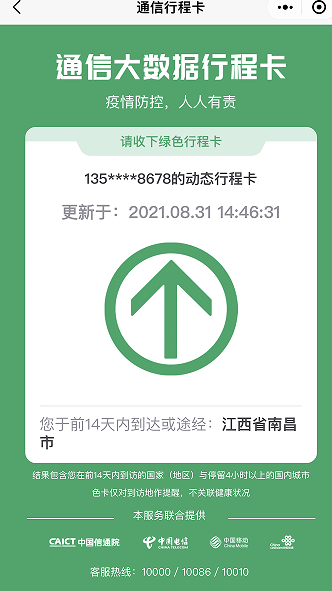 通信行程卡
通信大数据行程卡
疫情防控，人人有责
请收下绿色行程卡
135****8678的动态行程卡
更新于：2021.08.31 14:46:31
您于前14天内到达或途经：江西省南昌
市
结果包含您在前14天内到访的国家（地区）与停留4小时以上的国内城市
色卡仅对到访地作提醒，不关联健康状况
本服务联合提供
CAICT 中国信通院 中国电信 CHINA TELECOM 中国移动 China Mobile China unicom 中国联通
客服热线：10000 / 10086 / 10010